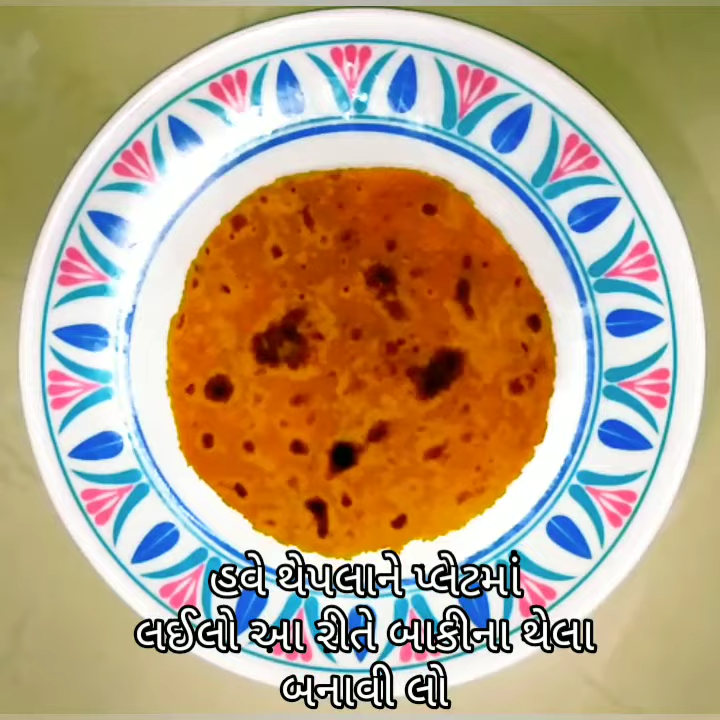 હવે થેપલાને પ્લેટમાં
લઈલો આ રીતે બાકીના થેલા
બનાવી લો